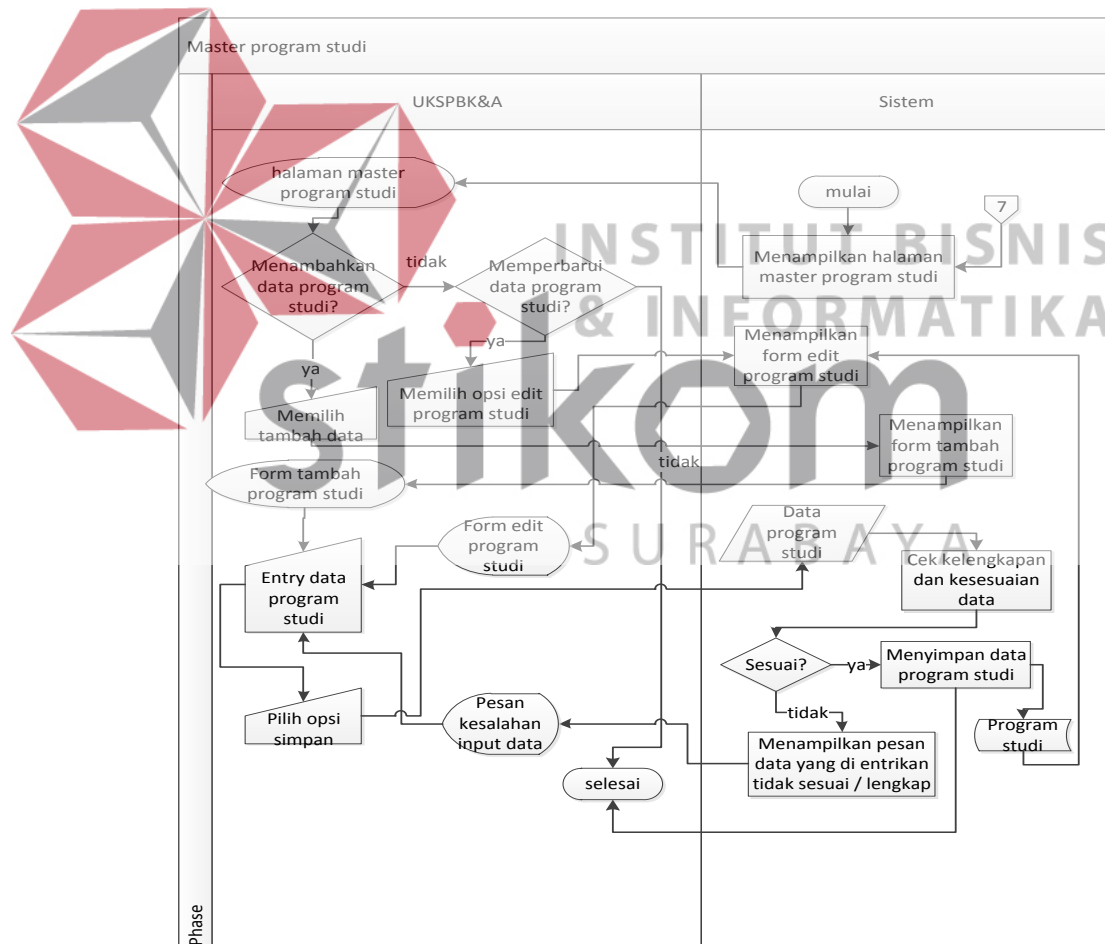 Master program studi
UKSPBK&A
Sistem
halaman master
program studi
mulai
7
Menampilkan halaman
master program studi
Menambahkan
data program
studi?
tidak
Memperbarui
data program
studi?
ya
ya
Memilih opsi edit
program studi
Menampilkan
form edit
program studi
Memilih
tambah data
Menampilkan
form tambah
program studi
tidak
Form tambah
program studi
Form edit
program
studi
Data
program
studi
Entry data
program
studi
Cek kelengkapan
dan kesesuaian
data
Sesuai?
ya
Menyimpan data
program studi
tidak
Pilih opsi
simpan
Pesan
kesalahan
input data
Menampilkan pesan
data yang di entrikan
tidak sesuai / lengkap
Program
studi
selesai
Phase
INSTITUT BISNIS
& INFORMATIKA
stikom
SURABAYA